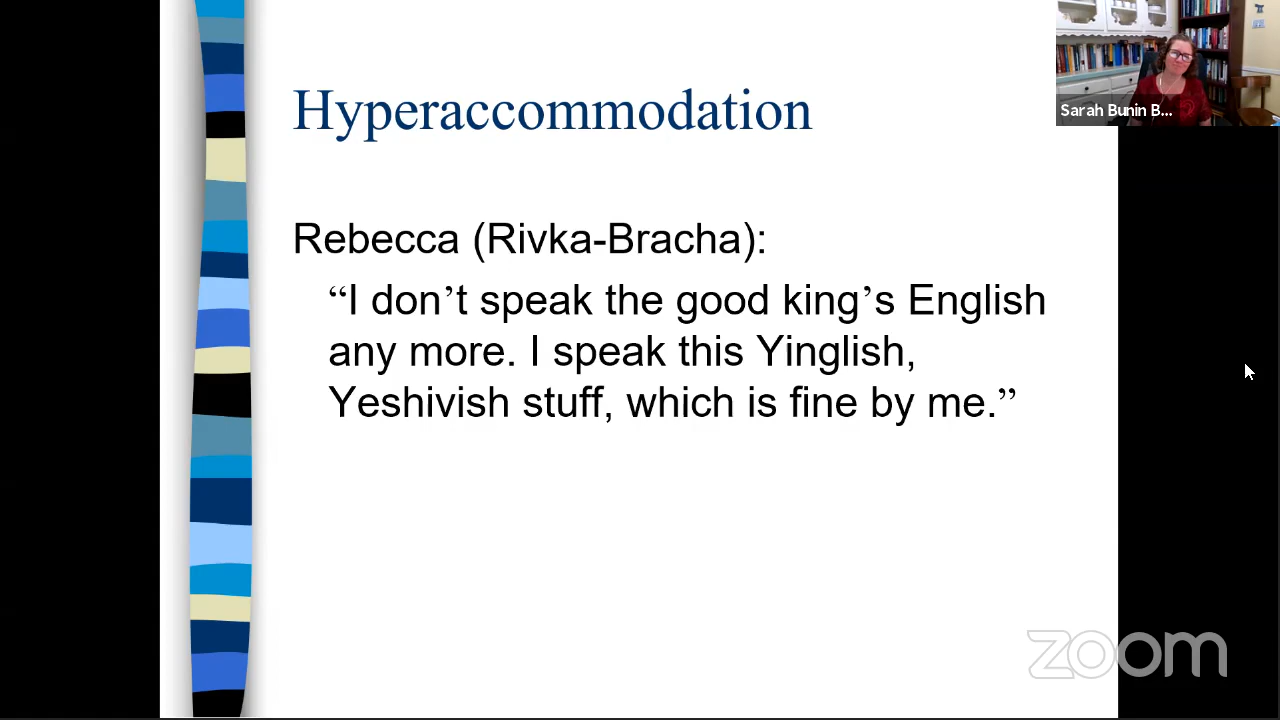 Hyperaccommodation
Sarah Bunin B...
Rebecca (Rivka-Bracha):
“I don’t speak the good king’s English
any more. I speak this Yinglish,
Yeshivish stuff, which is fine by me.”
zoom